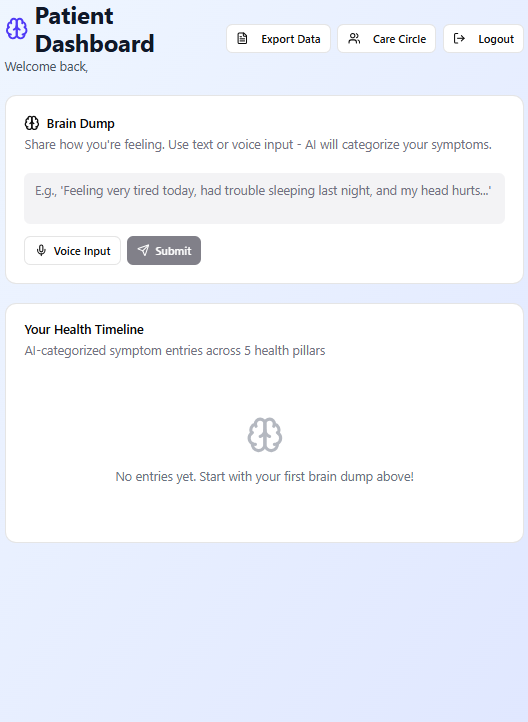 Patient
Dashboard
Export Data
Care Circle
Logout
Welcome back,
Brain Dump
Share how you're feeling. Use text or voice input - AI will categorize your symptoms.
E.g., 'Feeling very tired today, had trouble sleeping last night, and my head hurts...'
Voice Input
Submit
Your Health Timeline
AI-categorized symptom entries across 5 health pillars
No entries yet. Start with your first brain dump above!